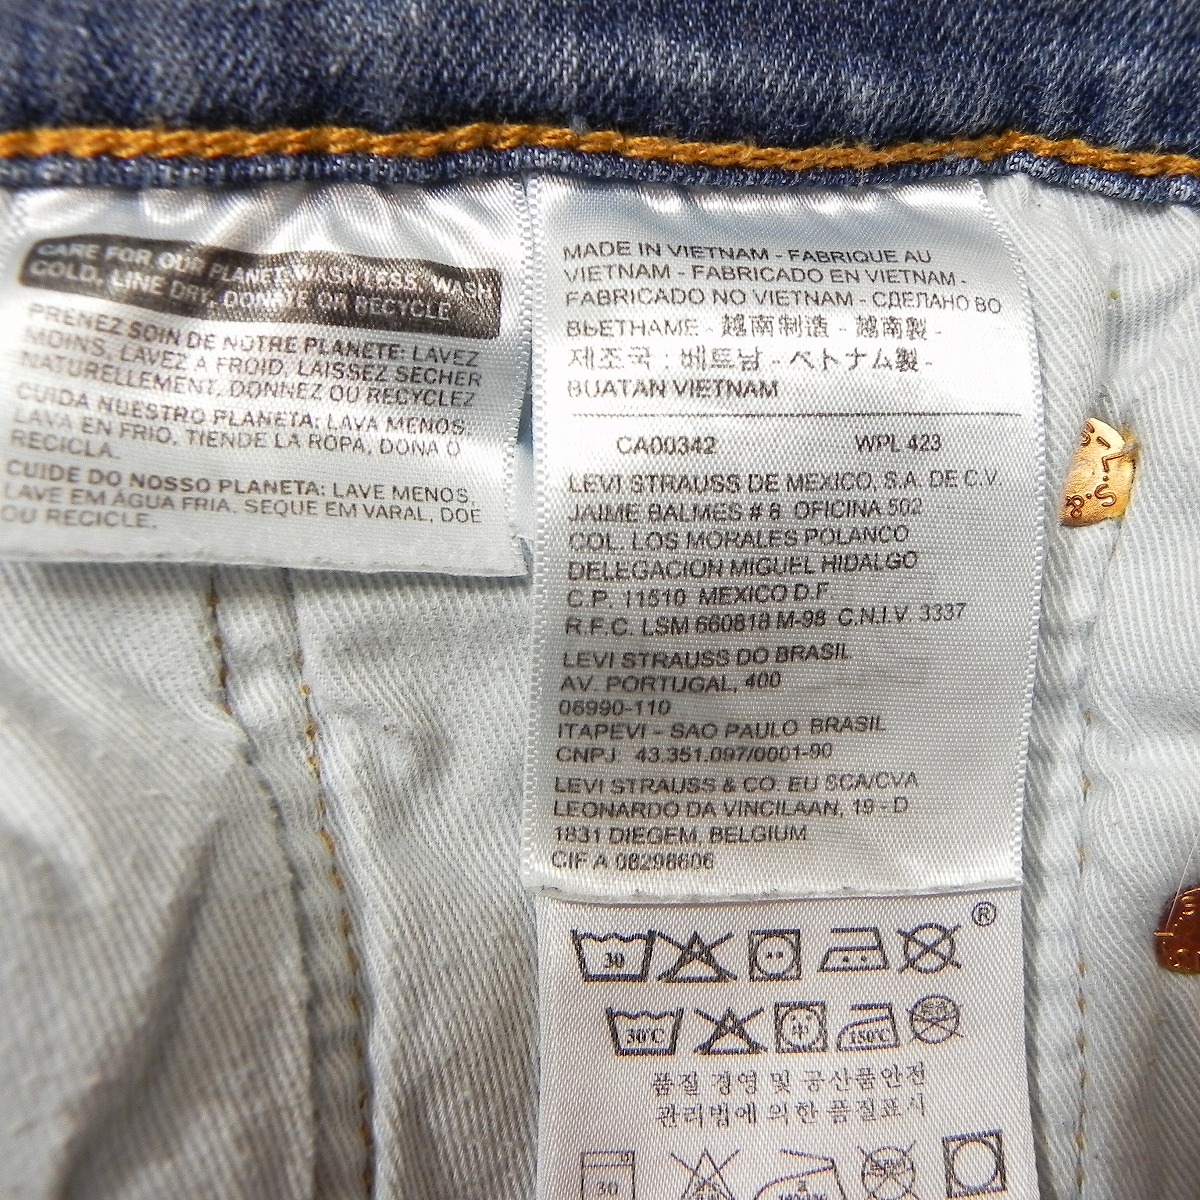 CARE FOR OUR PLANET: WASH LESS, WASH
COLD, LINE DRY, DONATE OR RECYCLE
PRENEZ SOIN DE NOTRE PLANETE: LAVEZ
MOINS, LAVEZ A FROID, LAISSEZ SECHER
NATURELLEMENT, DONNEZ OU RECYCLEZ
CUIDA NUESTRO PLANETA: LAVA MENOS,
LAVA EN FRIO, TIENDE LA ROPA, DONA O
RECICLA.
CUIDE DO NOSSO PLANETA: LAVE MENOS,
LAVE EM ÁGUA FRIA, SEQUE EM VARAL, DOE
OU RECICLE.
MADE IN VIETNAM - FABRIQUE AU
VIETNAM - FABRICADO EN VIETNAM -
FABRICADO NO VIETNAM - СДЕЛАНО ВО
ВЬЕТНАМЕ - 越南制造 - 越南製 -
제조국 : 베트남 - ベトナム製 -
BUATAN VIETNAM
CA00342 WPL 423
LEVI STRAUSS DE MEXICO, S.A. DE C.V.
JAIME BALMES # 8 OFICINA 502
COL. LOS MORALES POLANCO
DELEGACION MIGUEL HIDALGO
C.P. 11510 MEXICO D.F
R.F.C. LSM 660818 M-98 C.N.I.V. 3337
LEVI STRAUSS DO BRASIL
AV. PORTUGAL, 400
06990-110
ITAPEVI - SAO PAULO BRASIL
CNPJ. 43.351.097/0001-90
LEVI STRAUSS & CO. EU SCA/CVA
LEONARDO DA VINCILAAN, 19 - D
1831 DIEGEM, BELGIUM
CIF A 08298606
®
30
30°C 中 150°C
품질 경영 및 공산품안전
관리법에 의한 품질표시
30